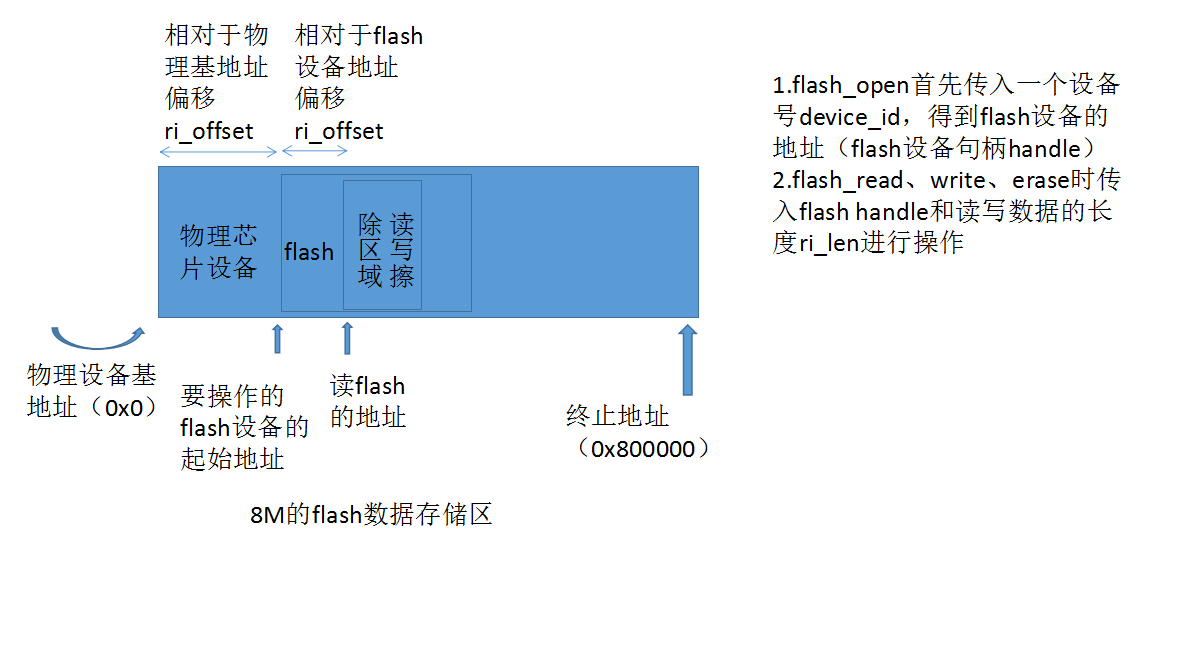 相对于物
理基地址
偏移
ri_offset
相对于flash
设备地址
偏移
ri_offset
1.flash_open首先传入一个设备
号device_id，得到flash设备的
地址（flash设备句柄handle）
2.flash_read、write、erase时传
入flash handle和读写数据的长
度ri_len进行操作
物理芯
片设备
flash
读写擦
除区域
物理设备基
地址（0x0）
要操作的
flash设备的
起始地址
读flash
的地址
终止地址
（0x800000）
8M的flash数据存储区